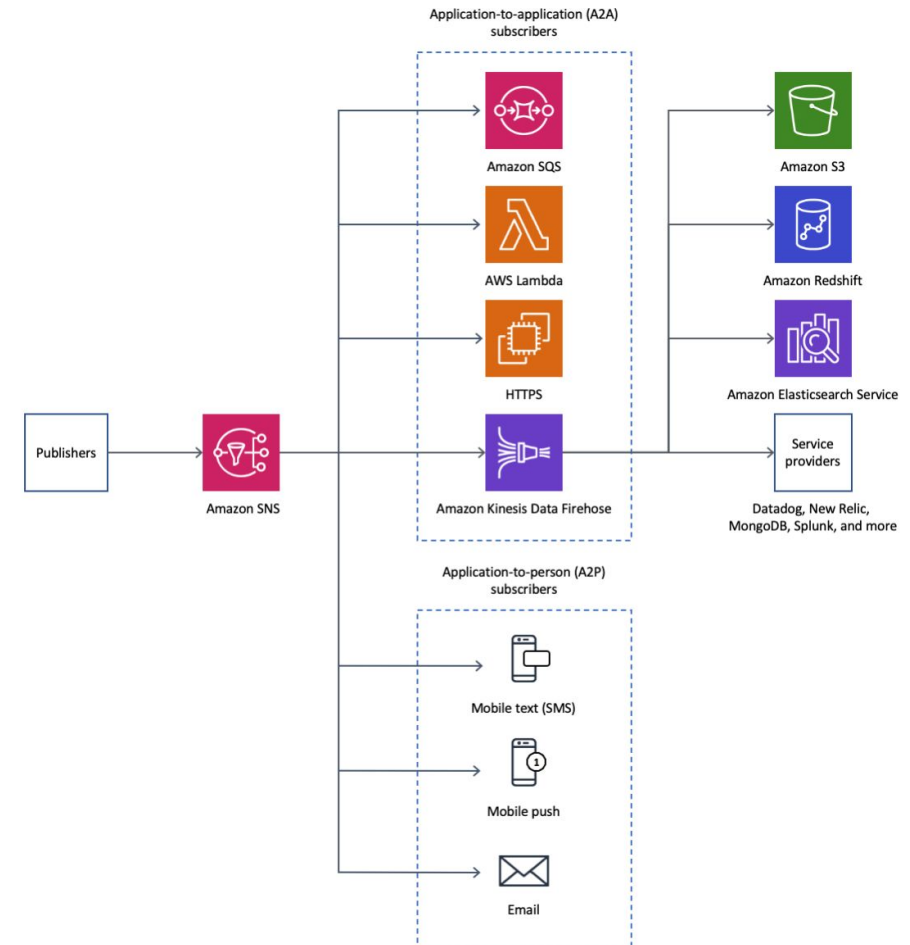 Application-to-application (A2A)
subscribers
Amazon SQS
Amazon S3
AWS Lambda
Amazon Redshift
HTTPS
Amazon Elasticsearch Service
Publishers
Amazon SNS
Amazon Kinesis Data Firehose
Service
providers
Datadog, New Relic,
MongoDB, Splunk, and more
Application-to-person (A2P)
subscribers
Mobile text (SMS)
1
Mobile push
Email